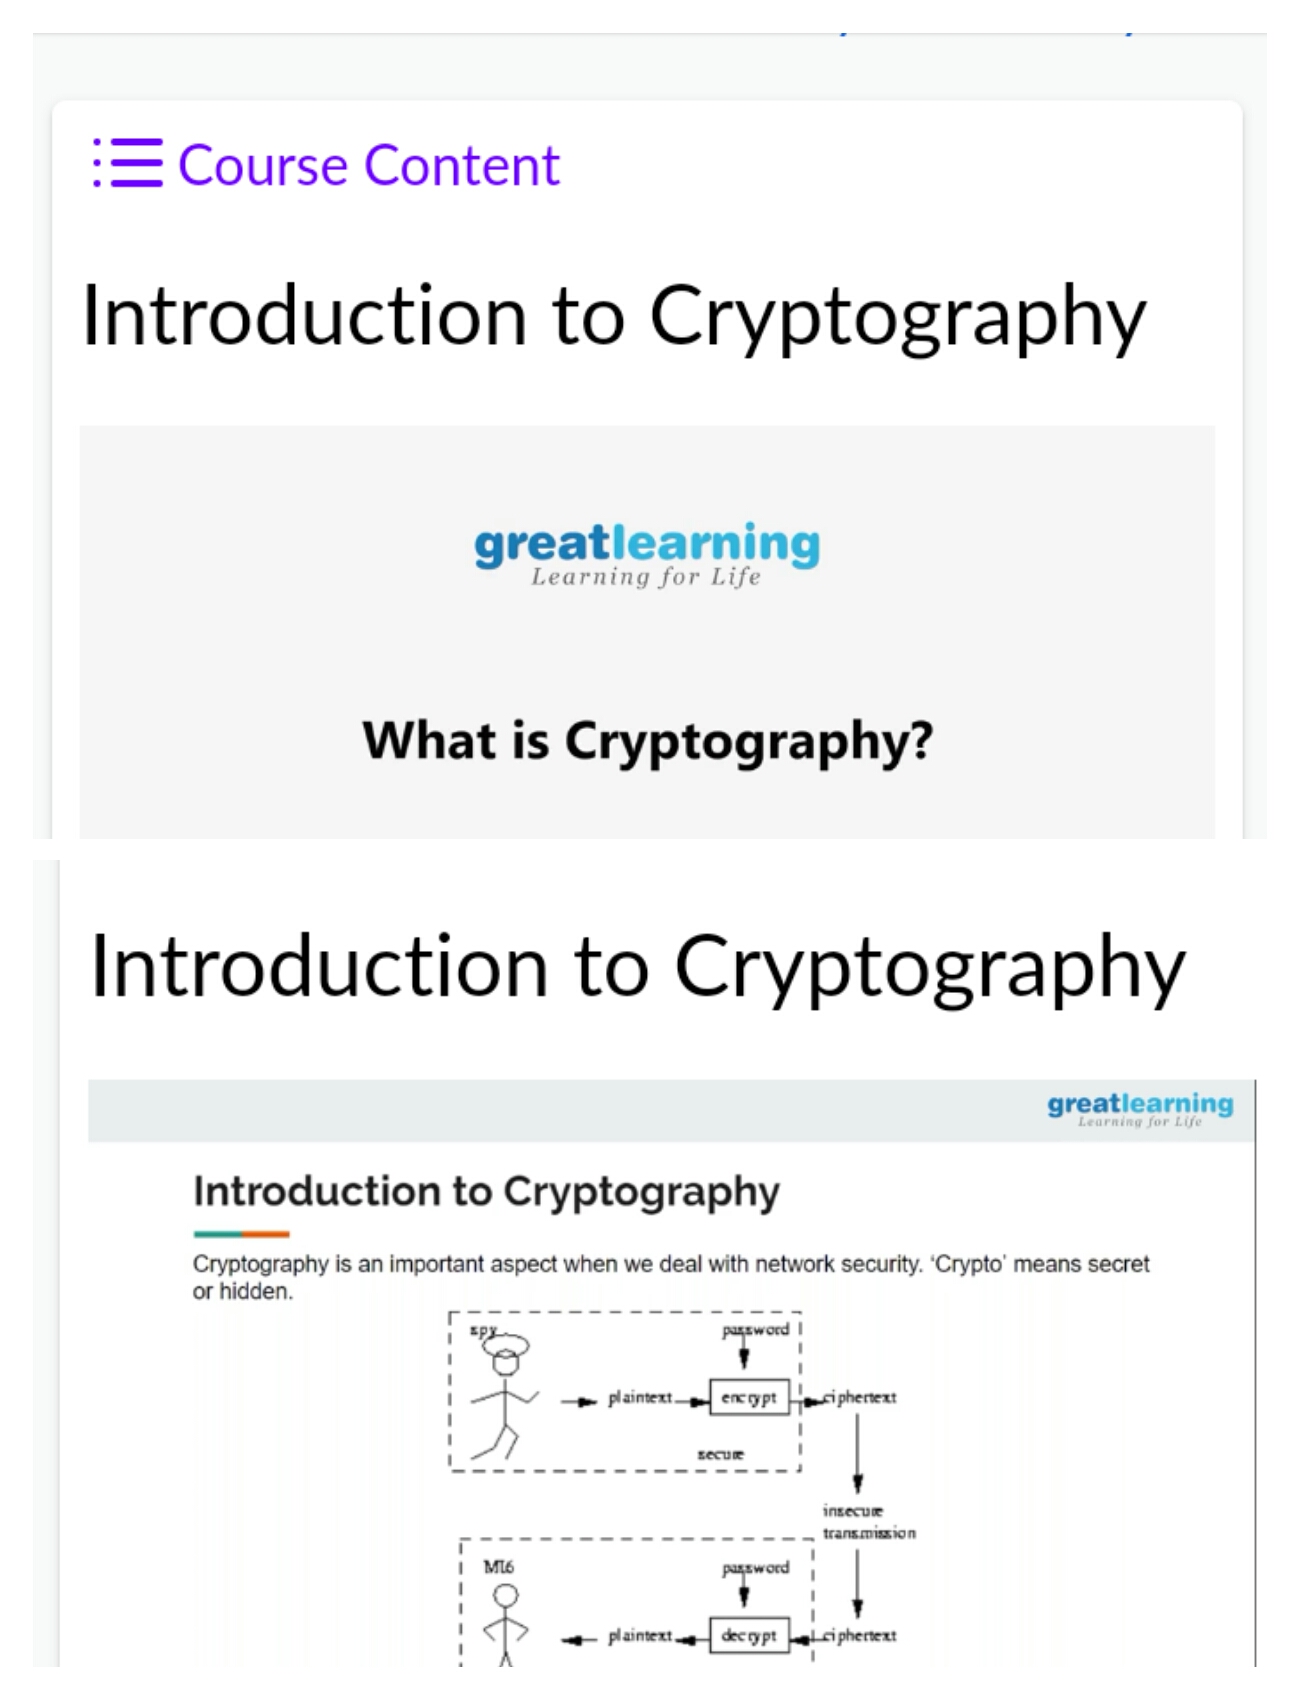 Course Content
Introduction to Cryptography
greatlearning
Learning for Life
What is Cryptography?
Introduction to Cryptography
greatlearning
Learning for Life
Introduction to Cryptography
Cryptography is an important aspect when we deal with network security. ‘Crypto’ means secret
or hidden.
spy
password
plaintext
encrypt
ciphertext
secure
insecure
transmission
MI6
password
plaintext
decrypt
ciphertext